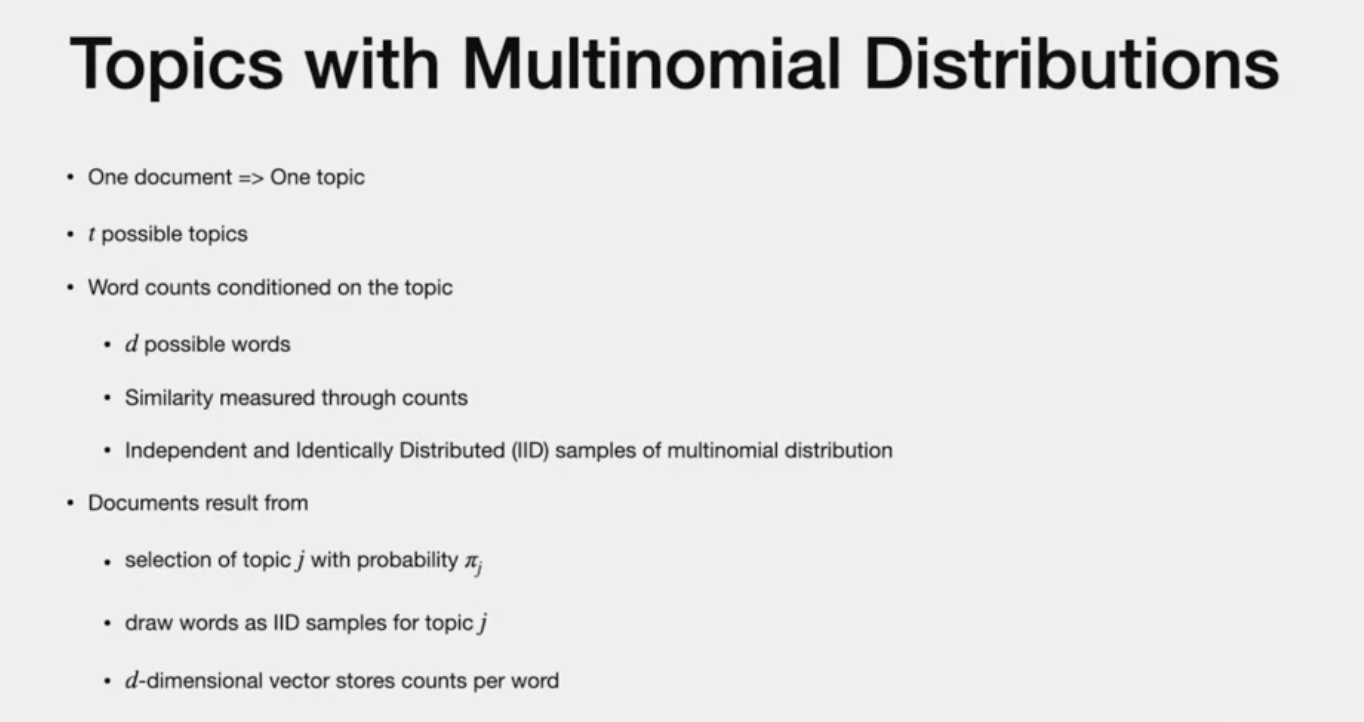 Topics with Multinomial Distributions
• One document => One topic
• t possible topics
• Word counts conditioned on the topic
• d possible words
• Similarity measured through counts
• Independent and Identically Distributed (IID) samples of multinomial distribution
• Documents result from
• selection of topic j with probability πⱼ
• draw words as IID samples for topic j
• d-dimensional vector stores counts per word